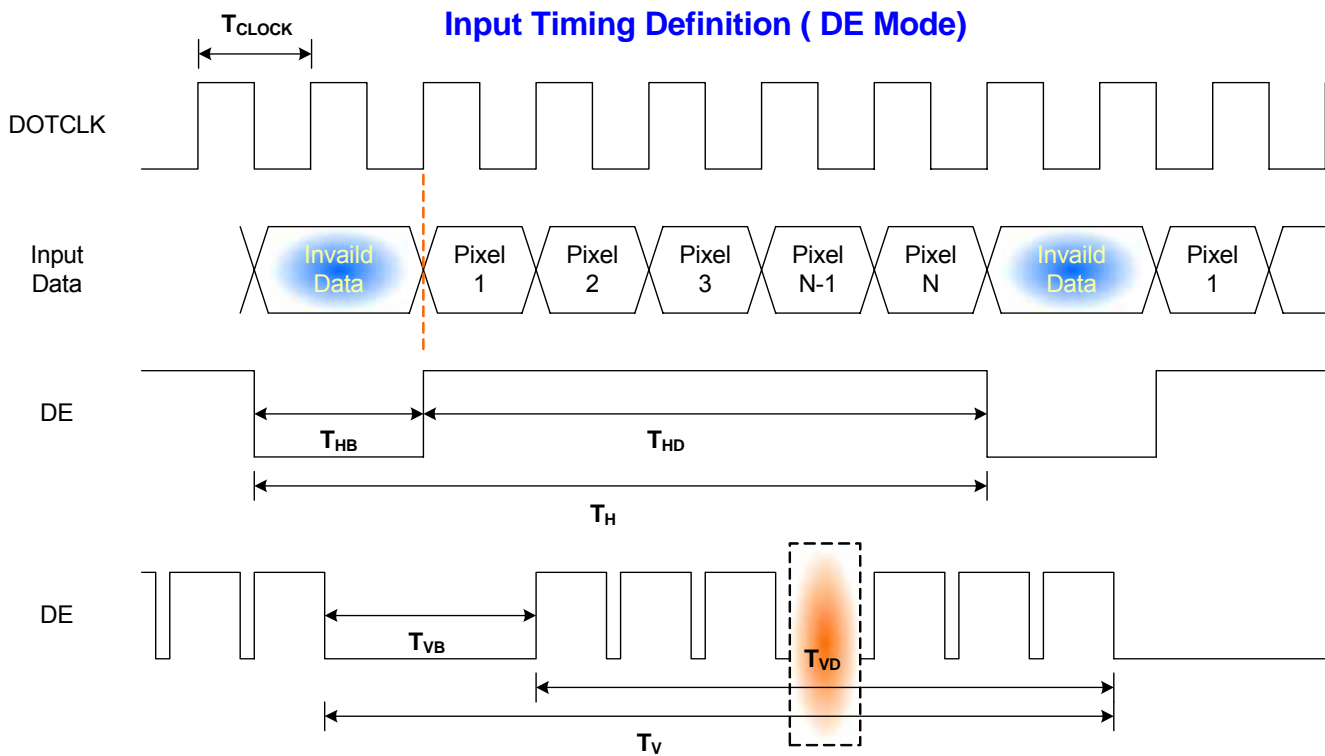 Input Timing Definition ( DE Mode)
TCLOCK
DOTCLK
Input
Data
Invaild
Data
Pixel
1
Pixel
2
Pixel
3
Pixel
N-1
Pixel
N
Invaild
Data
Pixel
1
DE
THB
THD
TH
DE
TVB
TVD
TV